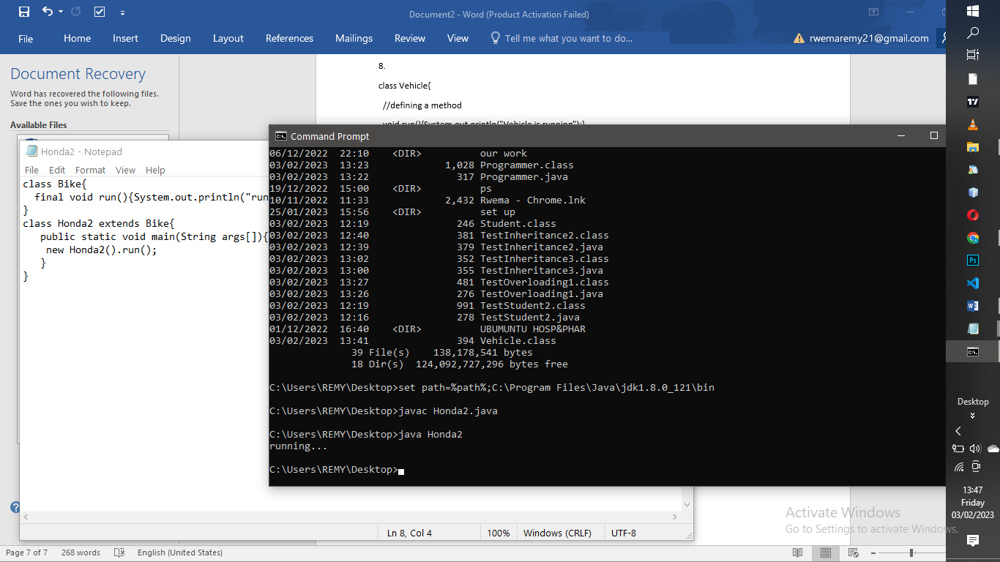 Document2 - Word (Product Activation Failed)
File Home Insert Design Layout References Mailings Review View Tell me what you want to do... rwemaremy21@gmail.com
Document Recovery
Word has recovered the following files.
Save the ones you wish to keep.
Available Files
8.
class Vehicle{
//defining a method
void run(){System.out.println("Vehicle is running");}
Honda2 - Notepad
File Edit Format View Help
class Bike{
final void run(){System.out.println("run
}
class Honda2 extends Bike{
public static void main(String args[]){
new Honda2().run();
}
}
Ln 8, Col 4 100% Windows (CRLF) UTF-8
Command Prompt
06/12/2022 22:10 <DIR> our work
03/02/2023 13:23 1,028 Programmer.class
03/02/2023 13:22 317 Programmer.java
19/12/2022 15:00 <DIR> ps
10/11/2022 11:33 2,432 Rwema - Chrome.lnk
25/01/2023 15:56 <DIR> set up
03/02/2023 12:19 246 Student.class
03/02/2023 12:40 381 TestInheritance2.class
03/02/2023 12:39 379 TestInheritance2.java
03/02/2023 13:02 352 TestInheritance3.class
03/02/2023 13:00 355 TestInheritance3.java
03/02/2023 13:27 481 TestOverloading1.class
03/02/2023 13:26 276 TestOverloading1.java
03/02/2023 12:19 991 TestStudent2.class
03/02/2023 12:16 278 TestStudent2.java
01/12/2022 16:40 <DIR> UBUMUNTU HOSP&PHAR
03/02/2023 13:41 394 Vehicle.class
39 File(s) 138,178,541 bytes
18 Dir(s) 124,092,727,296 bytes free
C:\Users\REMY\Desktop>set path=%path%;C:\Program Files\Java\jdk1.8.0_121\bin
C:\Users\REMY\Desktop>javac Honda2.java
C:\Users\REMY\Desktop>java Honda2
running...
C:\Users\REMY\Desktop>
Activate Windows
Go to Settings to activate Windows.
Page 7 of 7 268 words English (United States)
Ps
Desktop
13:47
Friday
03/02/2023